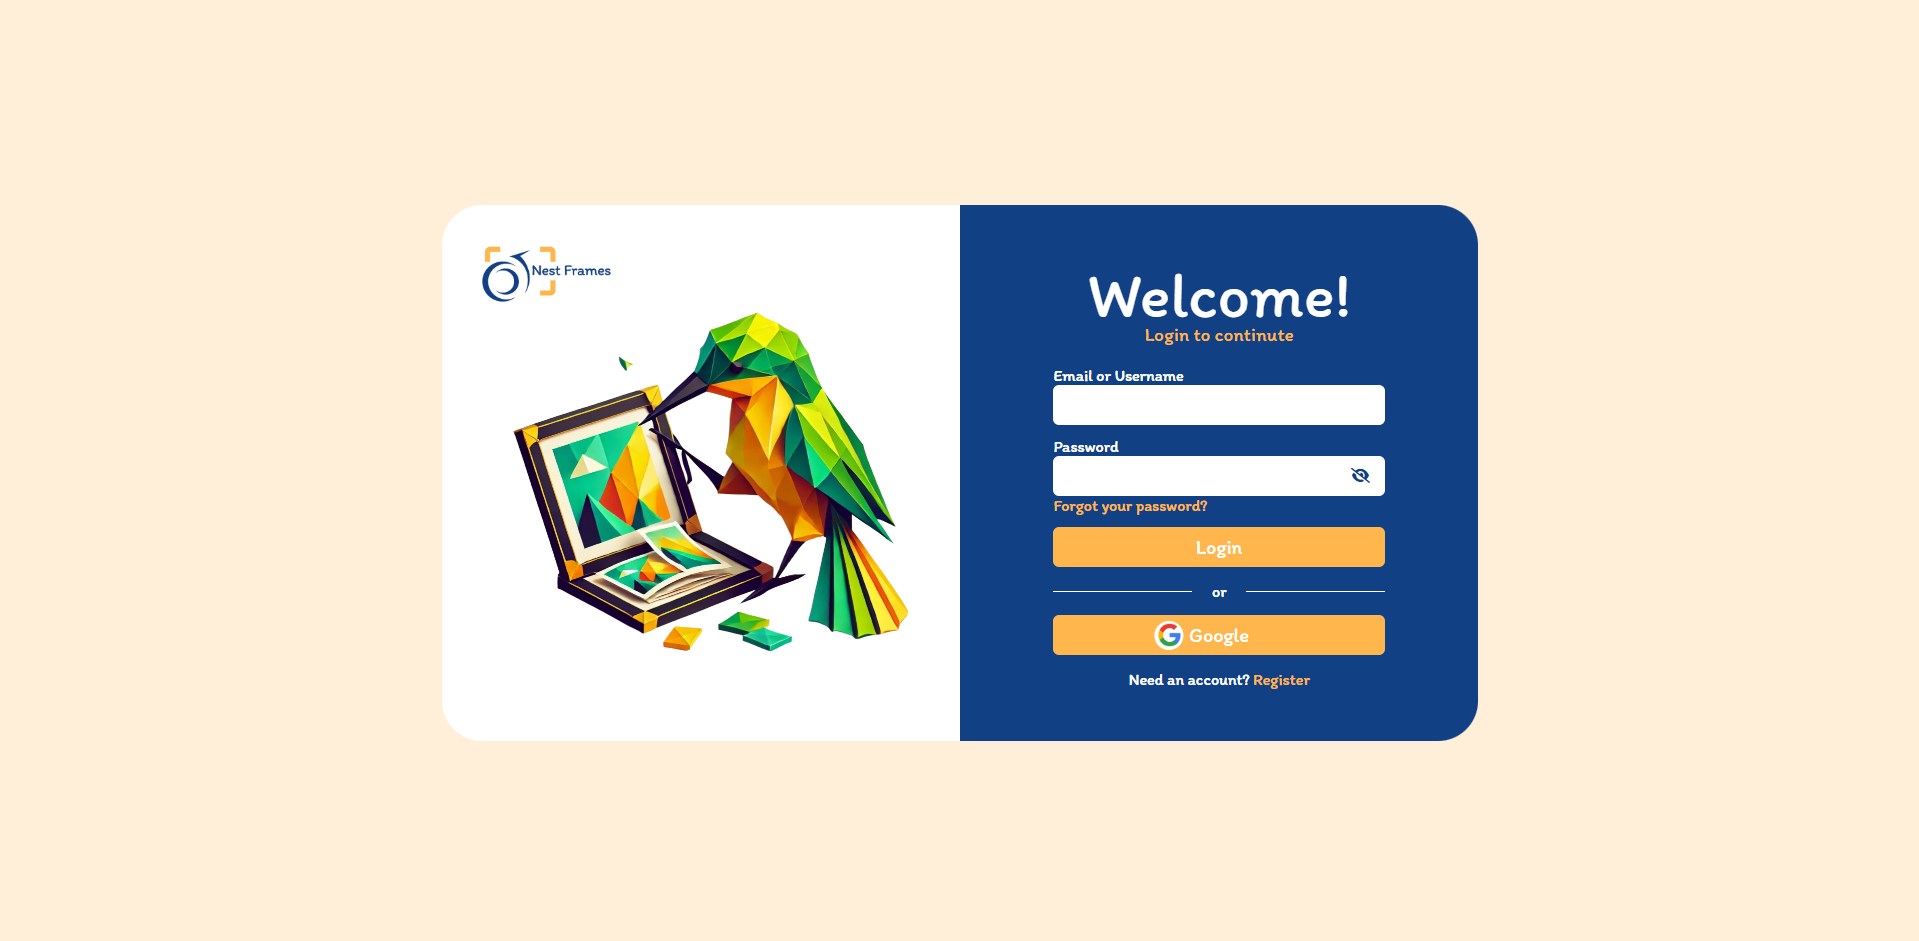 Nest Frames
Welcome!
Login to continute
Email or Username
Password
Forgot your password?
Login
or
Google
Need an account? Register